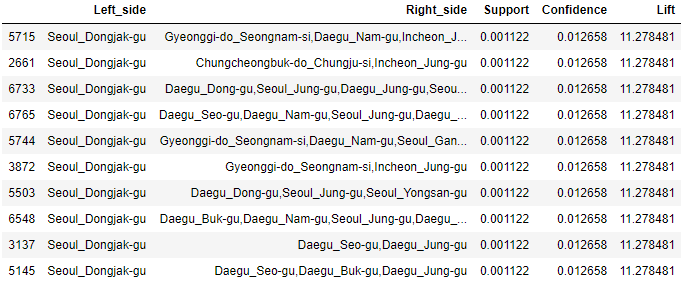 Left_side Right_side Support Confidence Lift
5715 Seoul_Dongjak-gu Gyeonggi-do_Seongnam-si,Daegu_Nam-gu,Incheon_J... 0.001122 0.012658 11.278481
2661 Seoul_Dongjak-gu Chungcheongbuk-do_Chungju-si,Incheon_Jung-gu 0.001122 0.012658 11.278481
6733 Seoul_Dongjak-gu Daegu_Dong-gu,Seoul_Jung-gu,Daegu_Jung-gu,Seou... 0.001122 0.012658 11.278481
6765 Seoul_Dongjak-gu Daegu_Seo-gu,Daegu_Nam-gu,Seoul_Jung-gu,Daegu_... 0.001122 0.012658 11.278481
5744 Seoul_Dongjak-gu Gyeonggi-do_Seongnam-si,Daegu_Nam-gu,Seoul_Gan... 0.001122 0.012658 11.278481
3872 Seoul_Dongjak-gu Gyeonggi-do_Seongnam-si,Incheon_Jung-gu 0.001122 0.012658 11.278481
5503 Seoul_Dongjak-gu Daegu_Dong-gu,Seoul_Jung-gu,Seoul_Yongsan-gu 0.001122 0.012658 11.278481
6548 Seoul_Dongjak-gu Daegu_Buk-gu,Daegu_Nam-gu,Seoul_Jung-gu,Daegu_... 0.001122 0.012658 11.278481
3137 Seoul_Dongjak-gu Daegu_Seo-gu,Daegu_Jung-gu 0.001122 0.012658 11.278481
5145 Seoul_Dongjak-gu Daegu_Seo-gu,Daegu_Buk-gu,Daegu_Jung-gu 0.001122 0.012658 11.278481